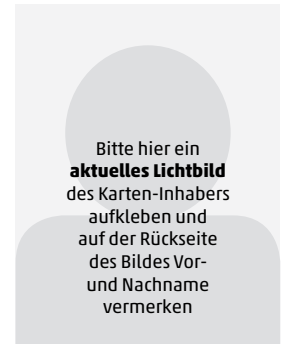 Bitte hier ein
aktuelles Lichtbild
des Karten-Inhabers
aufkleben und
auf der Rückseite
des Bildes Vor-
und Nachname
vermerken